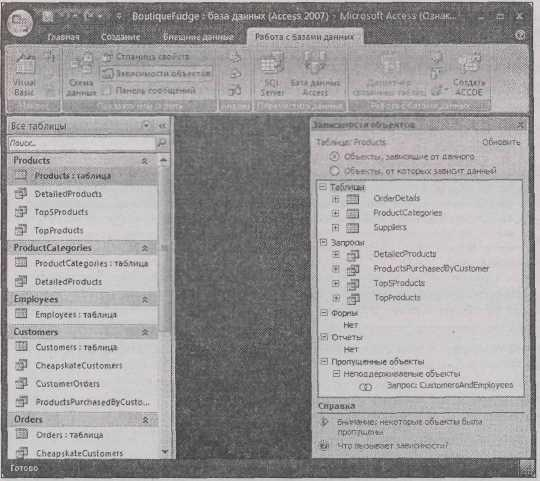 BoutiqueFudge : база данных (Access 2007) - Microsoft Access (Ознак...
Главная Создание Внешние данные Работа с базами данных
Visual Basic
Макрос
Схема данных
Страница свойств
Зависимости объектов
Панель сообщений
Показать или скрыть
Анализ
SQL Server
База данных Access
Переместить данные
Диспетчер связанных таблиц
Создать ACCDE
Работа с базами данных
Все таблицы
Поиск...
Products
Products : таблица
DetailedProducts
Top5Products
TopProducts
ProductCategories
ProductCategories : таблица
DetailedProducts
Employees
Employees : таблица
Customers
Customers : таблица
CheapskateCustomers
CustomerOrders
ProductsPurchasedByCusto...
Orders
Orders : таблица
CheapskateCustomers
Готово
Зависимости объектов
Таблица: Products Обновить
Объекты, зависящие от данного
Объекты, от которых зависит данный
Таблицы
OrderDetails
ProductCategories
Suppliers
Запросы
DetailedProducts
ProductsPurchasedByCustomer
Top5Products
TopProducts
Формы
Нет
Отчеты
Нет
Пропущенные объекты
Неподдерживаемые объекты
Запрос: CustomersAndEmployees
Справка
Внимание: некоторые объекты были пропущены
Что вызывает зависимости?